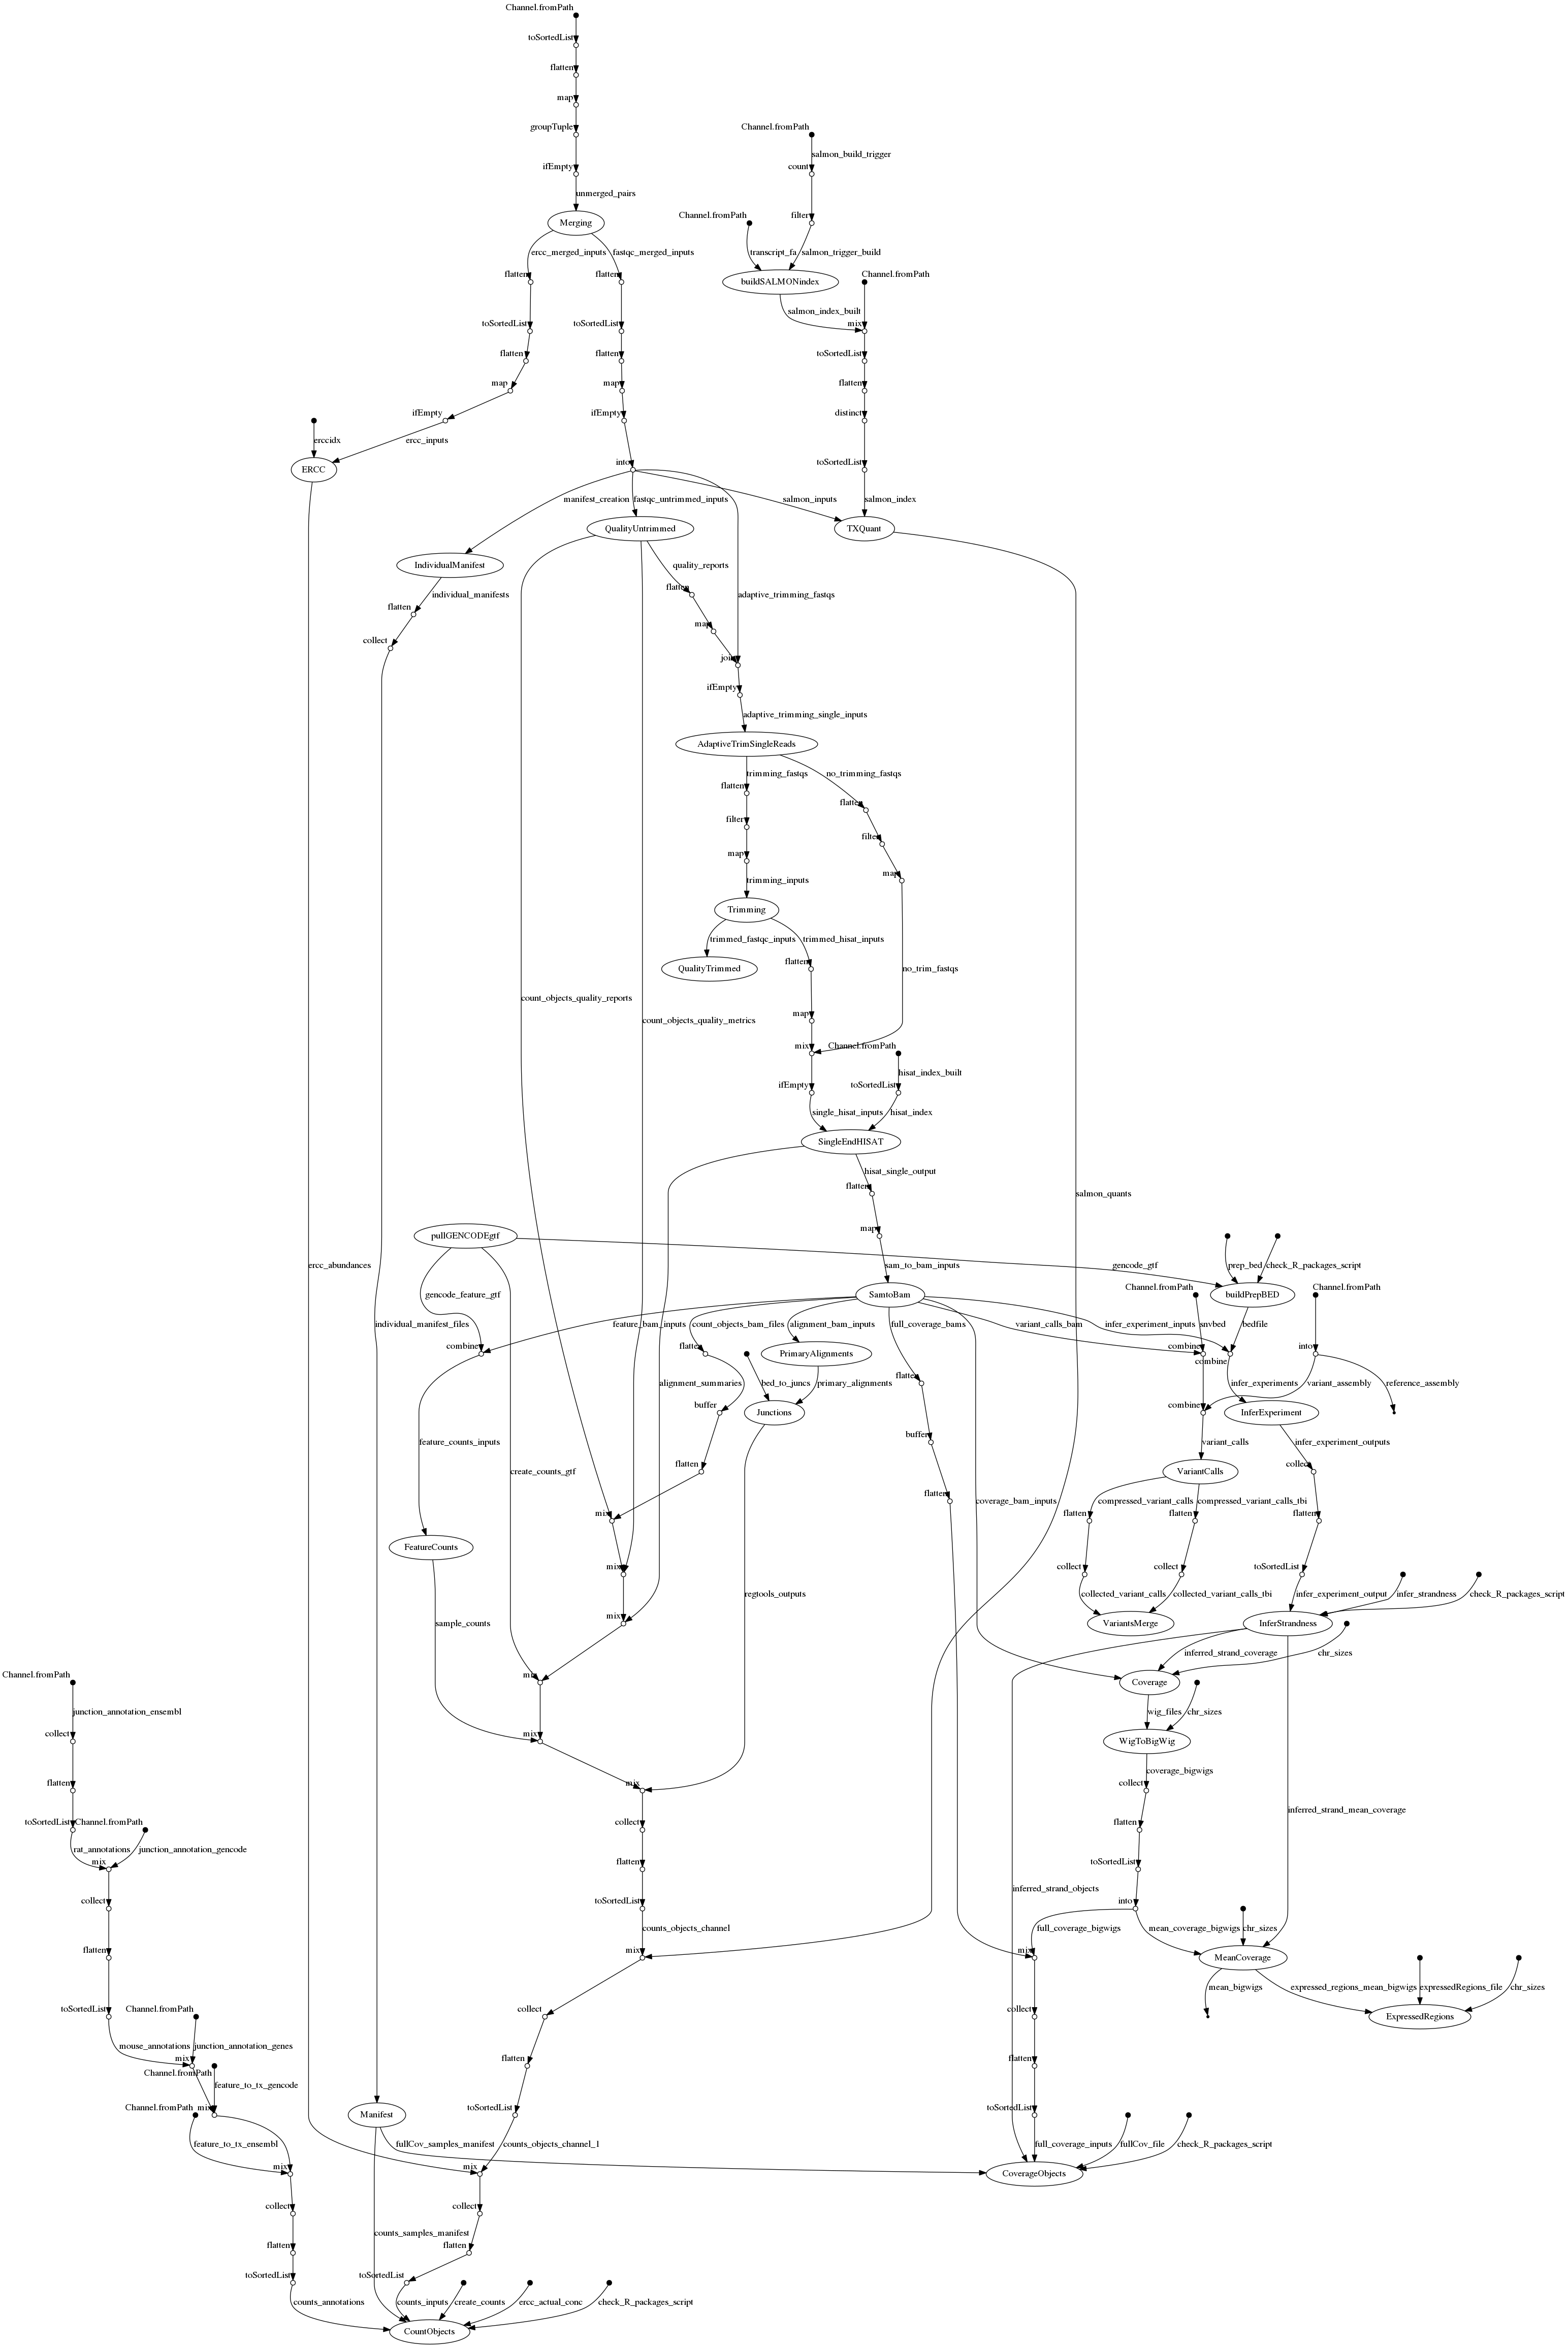 Channel.fromPath
toSortedList
flatten
map
groupTuple
Channel.fromPath
salmon_build_trigger
ifEmpty
count
unmerged_pairs
Merging
Channel.fromPath
filter
ercc_merged_inputs
fastqc_merged_inputs
transcript_fa
salmon_trigger_build
flatten
flatten
buildSALMONindex
Channel.fromPath
salmon_index_built
toSortedList
toSortedList
mix
flatten
flatten
toSortedList
map
map
flatten
ifEmpty
ifEmpty
distinct
erccidx
ercc_inputs
ERCC
into
toSortedList
manifest_creation
fastqc_untrimmed_inputs
salmon_inputs
salmon_index
QualityUntrimmed
TXQuant
IndividualManifest
quality_reports
flatten
individual_manifests
adaptive_trimming_fastqs
flatten
map
collect
join
ifEmpty
adaptive_trimming_single_inputs
AdaptiveTrimSingleReads
trimming_fastqs
no_trimming_fastqs
flatten
flatten
filter
filter
map
map
trimming_inputs
Trimming
trimmed_fastqc_inputs
trimmed_hisat_inputs
flatten
QualityTrimmed
no_trim_fastqs
count_objects_quality_reports
map
count_objects_quality_metrics
mix
Channel.fromPath
hisat_index_built
ifEmpty
toSortedList
single_hisat_inputs
hisat_index
SingleEndHISAT
hisat_single_output
flatten
salmon_quants
map
pullGENCODEgtf
ercc_abundances
sam_to_bam_inputs
gencode_gtf
prep_bed
check_R_packages_script
Channel.fromPath
Channel.fromPath
gencode_feature_gtf
SamtoBam
buildPrepBED
individual_manifest_files
feature_bam_inputs
count_objects_bam_files
alignment_bam_inputs
full_coverage_bams
variant_calls_bam
snvbed
infer_experiment_inputs
bedfile
combine
flatten
PrimaryAlignments
combine
combine
into
flatten
alignment_summaries
bed_to_juncs
primary_alignments
infer_experiments
variant_assembly
reference_assembly
buffer
Junctions
combine
InferExperiment
feature_counts_inputs
buffer
variant_calls
infer_experiment_outputs
flatten
create_counts_gtf
VariantCalls
collect
flatten
coverage_bam_inputs
compressed_variant_calls
compressed_variant_calls_tbi
mix
flatten
flatten
flatten
FeatureCounts
mix
collect
collect
toSortedList
regtools_outputs
collected_variant_calls
collected_variant_calls_tbi
infer_experiment_output
infer_strandness
check_R_packages_script
sample_counts
mix
VariantsMerge
InferStrandness
inferred_strand_coverage
chr_sizes
Channel.fromPath
mix
Coverage
junction_annotation_ensembl
wig_files
chr_sizes
collect
mix
WigToBigWig
coverage_bigwigs
flatten
mix
collect
inferred_strand_mean_coverage
toSortedList
Channel.fromPath
collect
flatten
rat_annotations
junction_annotation_gencode
mix
flatten
toSortedList
inferred_strand_objects
collect
toSortedList
into
counts_objects_channel
full_coverage_bigwigs
mean_coverage_bigwigs
chr_sizes
flatten
mix
mix
MeanCoverage
mean_bigwigs
expressed_regions_mean_bigwigs
expressedRegions_file
chr_sizes
toSortedList
Channel.fromPath
collect
collect
ExpressedRegions
mouse_annotations
junction_annotation_genes
mix
Channel.fromPath
flatten
flatten
feature_to_tx_gencode
Channel.fromPath
mix
Manifest
toSortedList
toSortedList
feature_to_tx_ensembl
fullCov_samples_manifest
counts_objects_channel_1
full_coverage_inputs
fullCov_file
check_R_packages_script
mix
mix
CoverageObjects
collect
collect
counts_samples_manifest
flatten
flatten
toSortedList
toSortedList
counts_annotations
counts_inputs
create_counts
ercc_actual_conc
check_R_packages_script
CountObjects